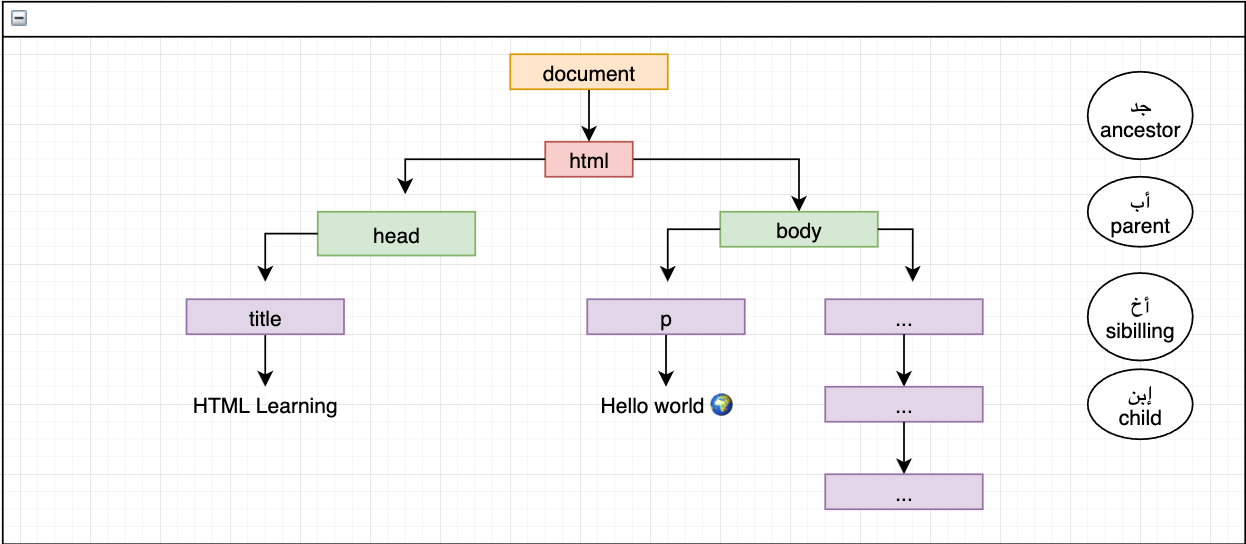 document
html
head
body
title
p
...
HTML Learning
Hello world 🌍
...
...
جد
ancestor
أب
parent
أخ
sibilling
إبن
child